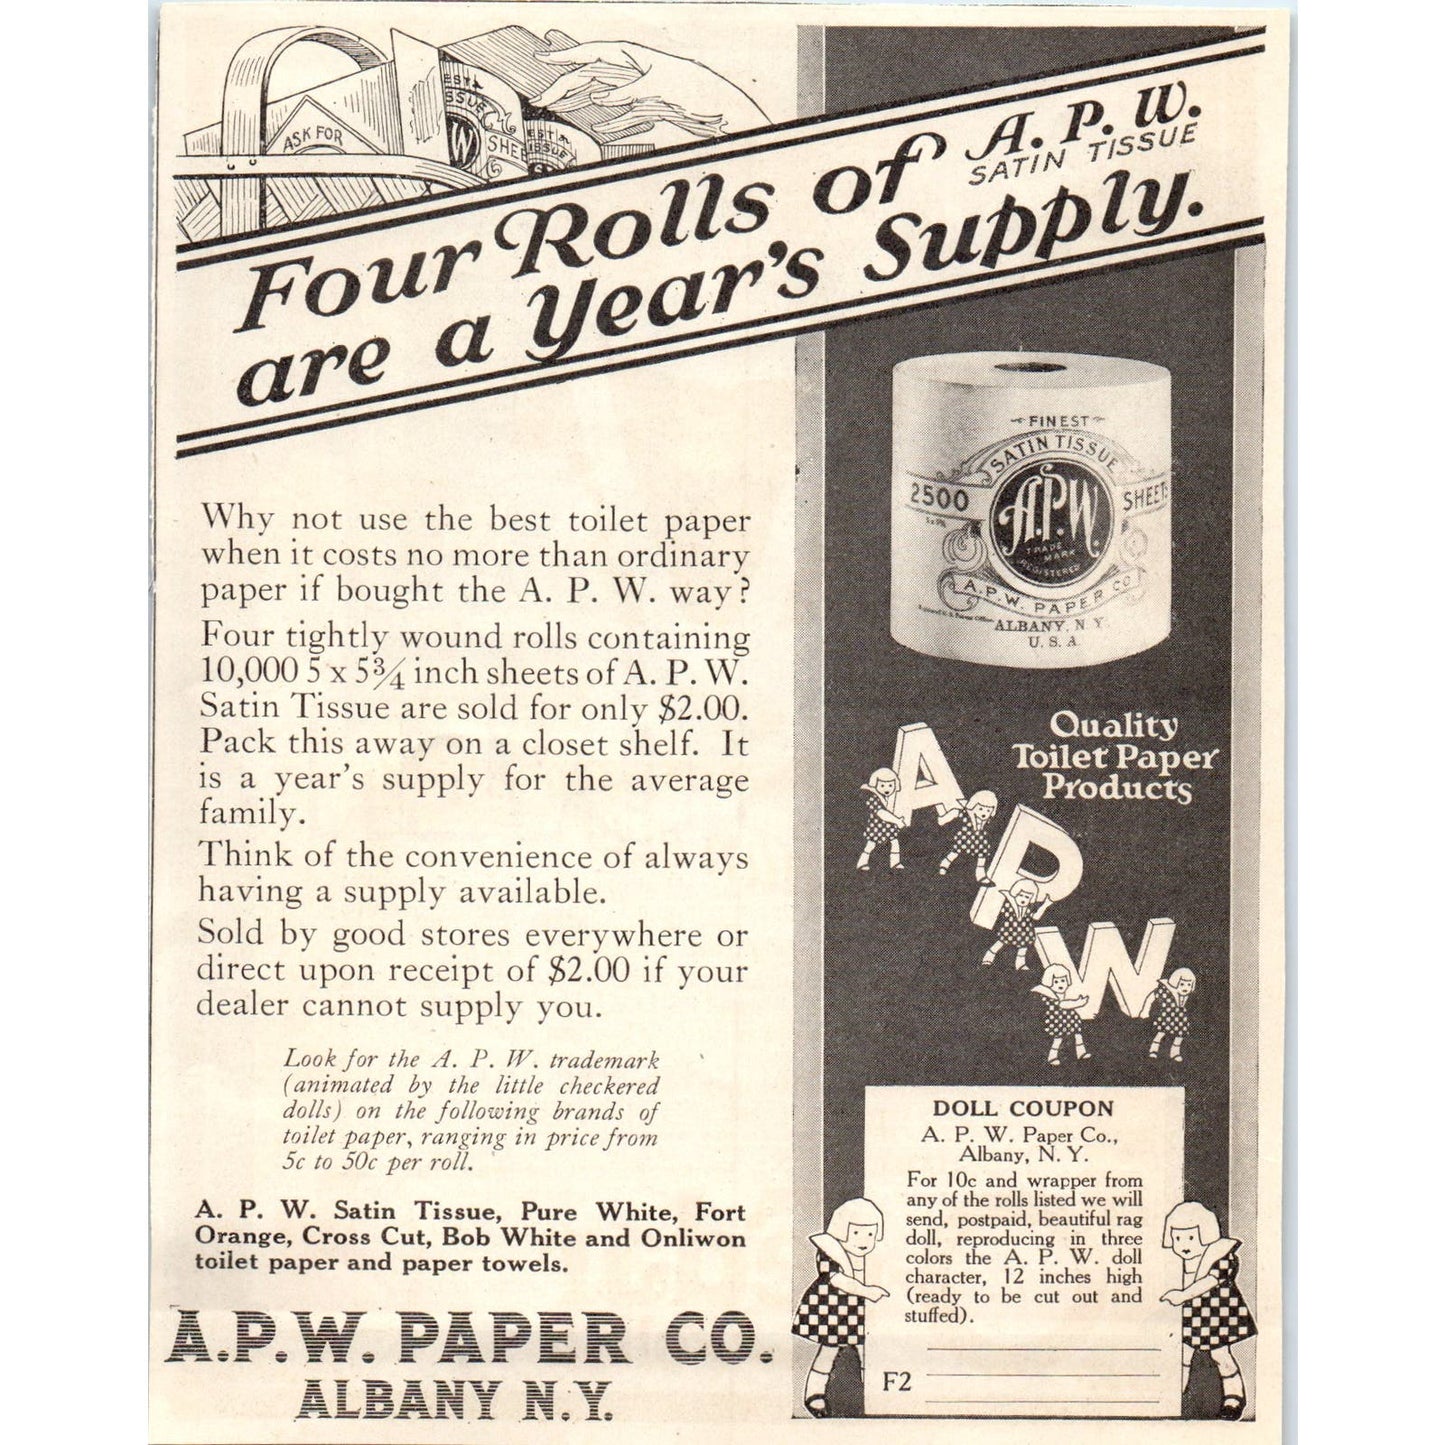 ASK FOR
EST
SSUE
W
SHEE
EST
ISSUE
Four Rolls of A. P. W.
SATIN TISSUE
are a Year's Supply.
FINEST
SATIN TISSUE
2500
SHEETS
A.P.W.
TRADE
MARK
REGISTERED
A.P.W. PAPER CO
ALBANY, N.Y.
U.S.A.
Why not use the best toilet paper
when it costs no more than ordinary
paper if bought the A. P. W. way?
Four tightly wound rolls containing
10,000 5 x 5¾ inch sheets of A. P. W.
Satin Tissue are sold for only $2.00.
Pack this away on a closet shelf. It
is a year's supply for the average
family.
Think of the convenience of always
having a supply available.
Sold by good stores everywhere or
direct upon receipt of $2.00 if your
dealer cannot supply you.
Look for the A. P. W. trademark
(animated by the little checkered
dolls) on the following brands of
toilet paper, ranging in price from
5c to 50c per roll.
A. P. W. Satin Tissue, Pure White, Fort
Orange, Cross Cut, Bob White and Onliwon
toilet paper and paper towels.
A.P.W. PAPER CO.
ALBANY N.Y.
Quality
Toilet Paper
Products
A
P
W
DOLL COUPON
A. P. W. Paper Co.,
Albany, N. Y.
For 10c and wrapper from
any of the rolls listed we will
send, postpaid, beautiful rag
doll, reproducing in three
colors the A. P. W. doll
character, 12 inches high
(ready to be cut out and
stuffed).
F2